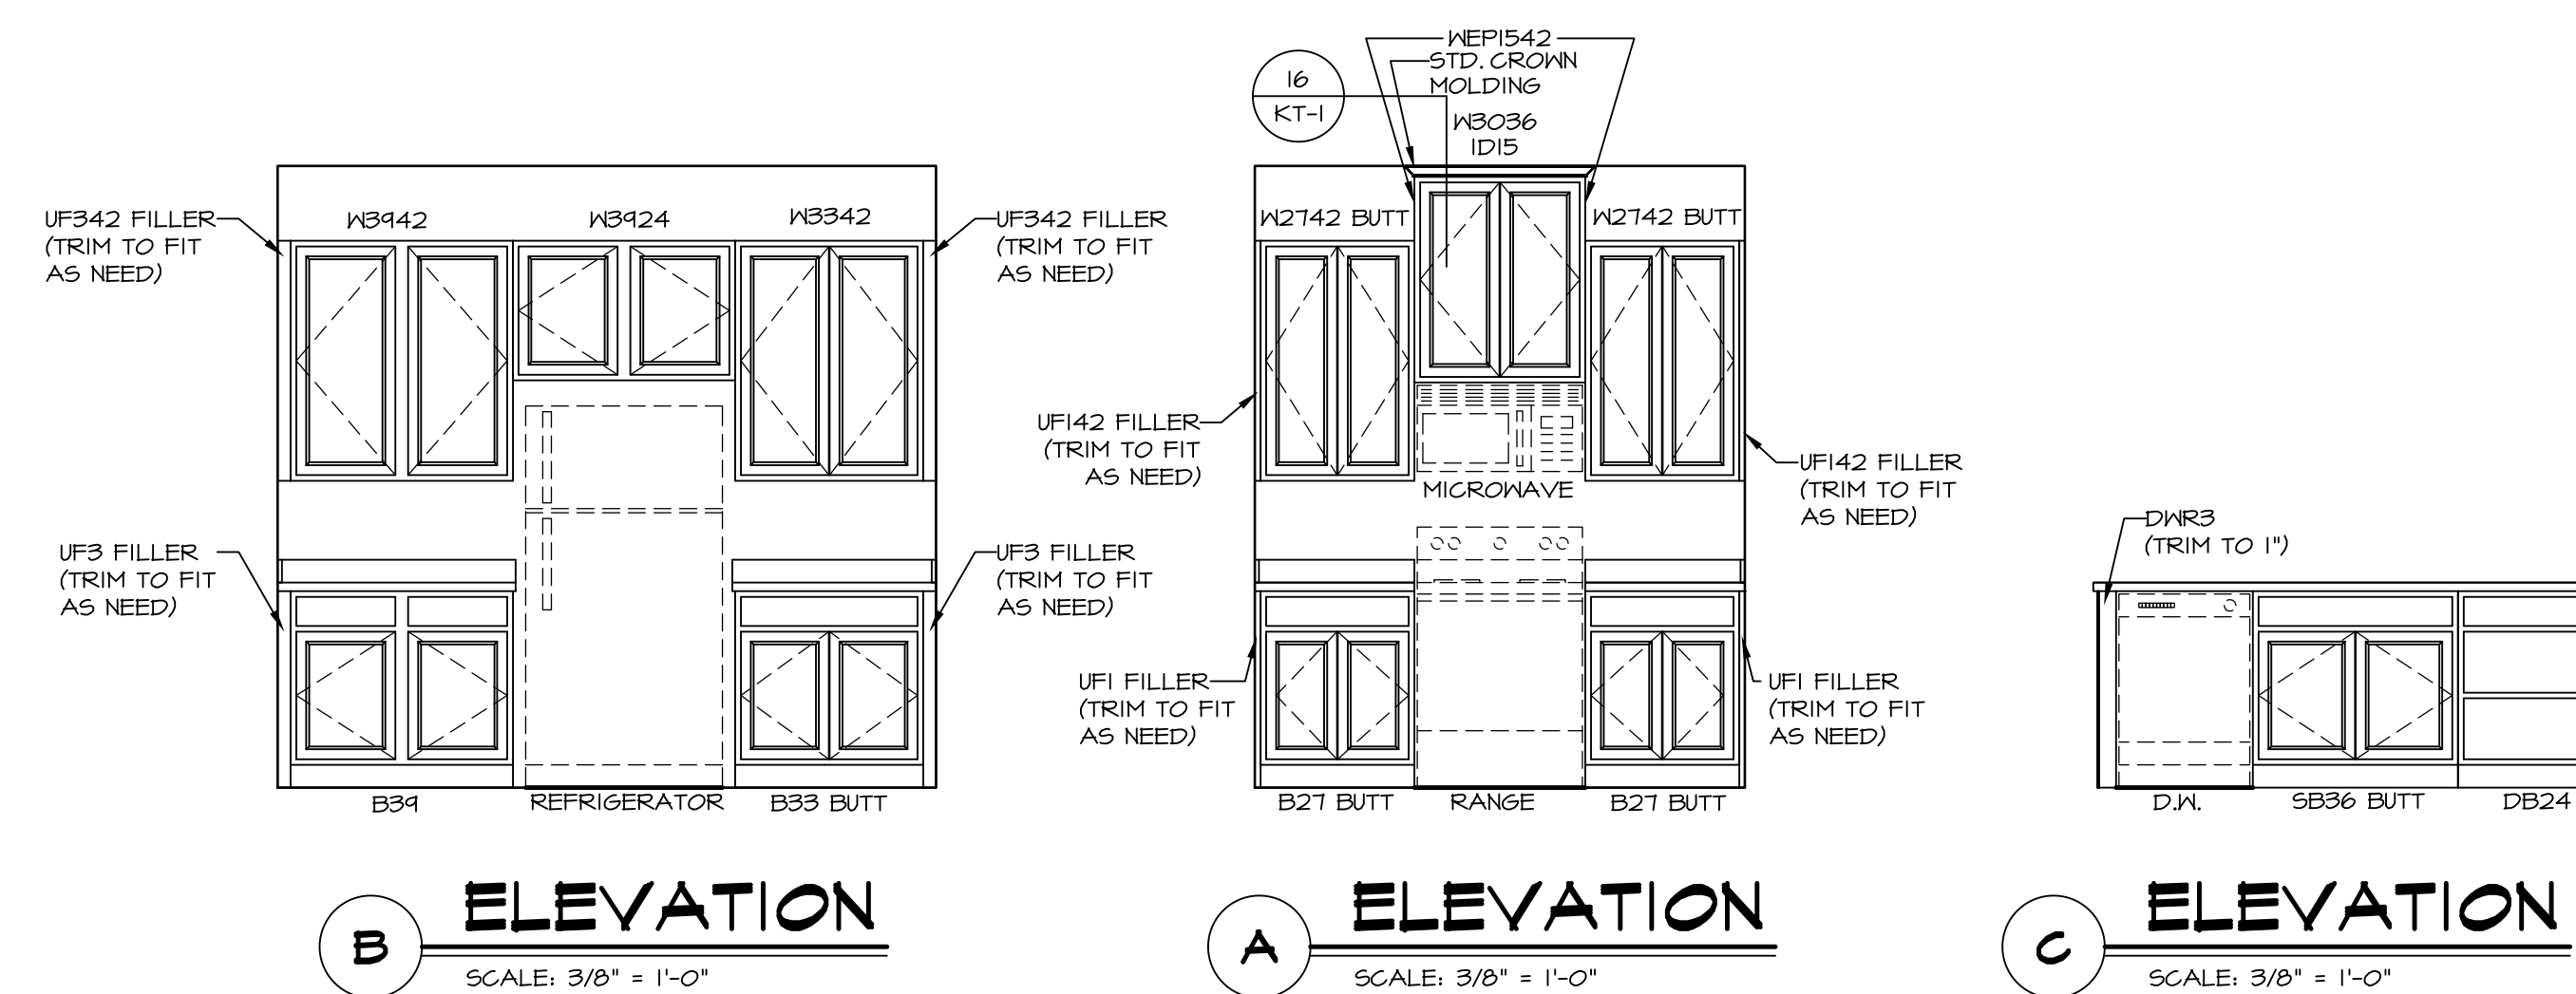 UF342 FILLER
(TRIM TO FIT
AS NEED)
W3942
W3924
W3342
UF342 FILLER
(TRIM TO FIT
AS NEED)
UF3 FILLER
(TRIM TO FIT
AS NEED)
UF3 FILLER
(TRIM TO FIT
AS NEED)
B39
REFRIGERATOR
B33 BUTT
B
ELEVATION
SCALE: 3/8" = 1'-0"
WEP1542
STD. CROWN
MOLDING
16
KT-1
W3036
1D15
W2742 BUTT
W2742 BUTT
UF142 FILLER
(TRIM TO FIT
AS NEED)
MICROWAVE
UF142 FILLER
(TRIM TO FIT
AS NEED)
UF1 FILLER
(TRIM TO FIT
AS NEED)
UF1 FILLER
(TRIM TO FIT
AS NEED)
B27 BUTT
RANGE
B27 BUTT
A
ELEVATION
SCALE: 3/8" = 1'-0"
DWR3
(TRIM TO 1")
D.W.
SB36 BUTT
DB24
C
ELEVATION
SCALE: 3/8" = 1'-0"